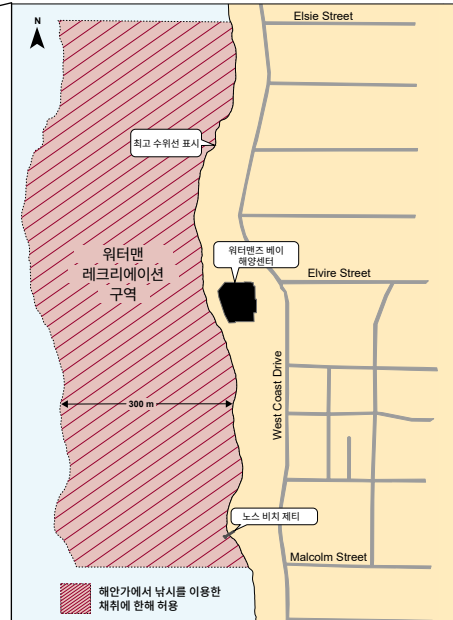 Elsie Street
N
최고 수위선 표시
워터맨
레크리에이션
구역
워터맨즈 베이
해양센터
Elvire Street
West Coast Drive
300 m
노스 비치 제티
Malcolm Street
해안가에서 낚시를 이용한
채취에 한해 허용